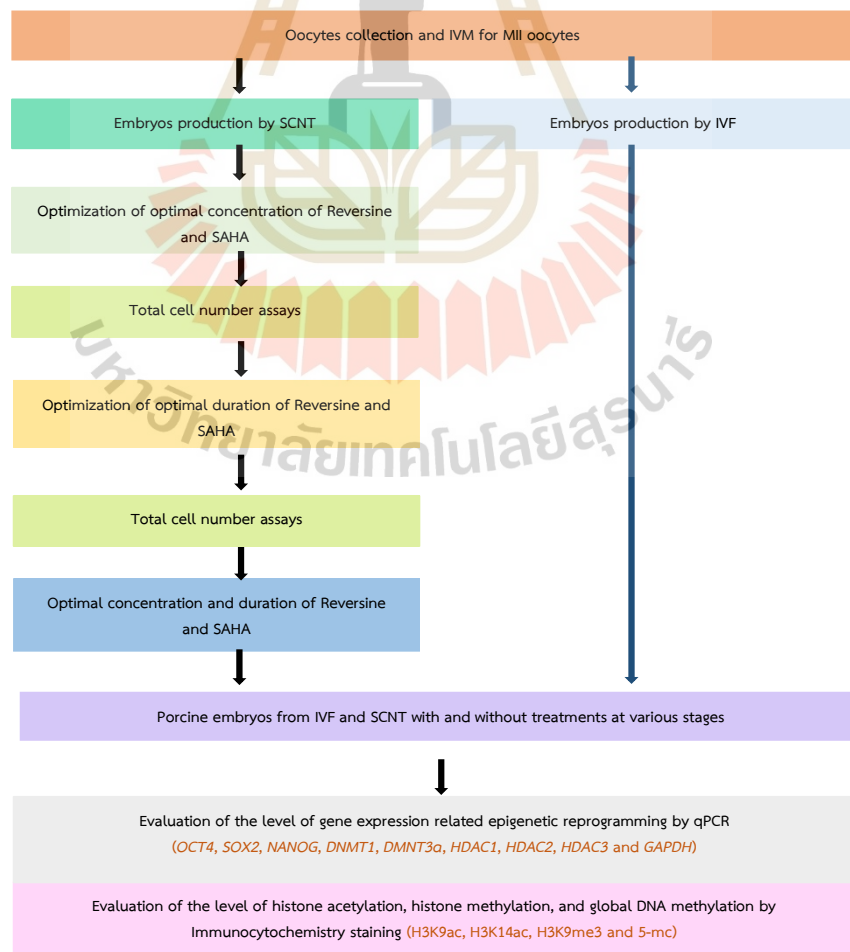 Oocytes collection and IVM for MII oocytes
Embryos production by SCNT
Embryos production by IVF
Optimization of optimal concentration of Reversine
and SAHA
Total cell number assays
Optimization of optimal duration of Reversine and
SAHA
มหาวิทยาลัยเทคโนโลยีสุรนารี
Total cell number assays
Optimal concentration and duration of Reversine
and SAHA
Porcine embryos from IVF and SCNT with and without treatments at various stages
Evaluation of the level of gene expression related epigenetic reprogramming by qPCR
(OCT4, SOX2, NANOG, DNMT1, DMNT3a, HDAC1, HDAC2, HDAC3 and GAPDH)
Evaluation of the level of histone acetylation, histone methylation, and global DNA methylation by
Immunocytochemistry staining (H3K9ac, H3K14ac, H3K9me3 and 5-mc)